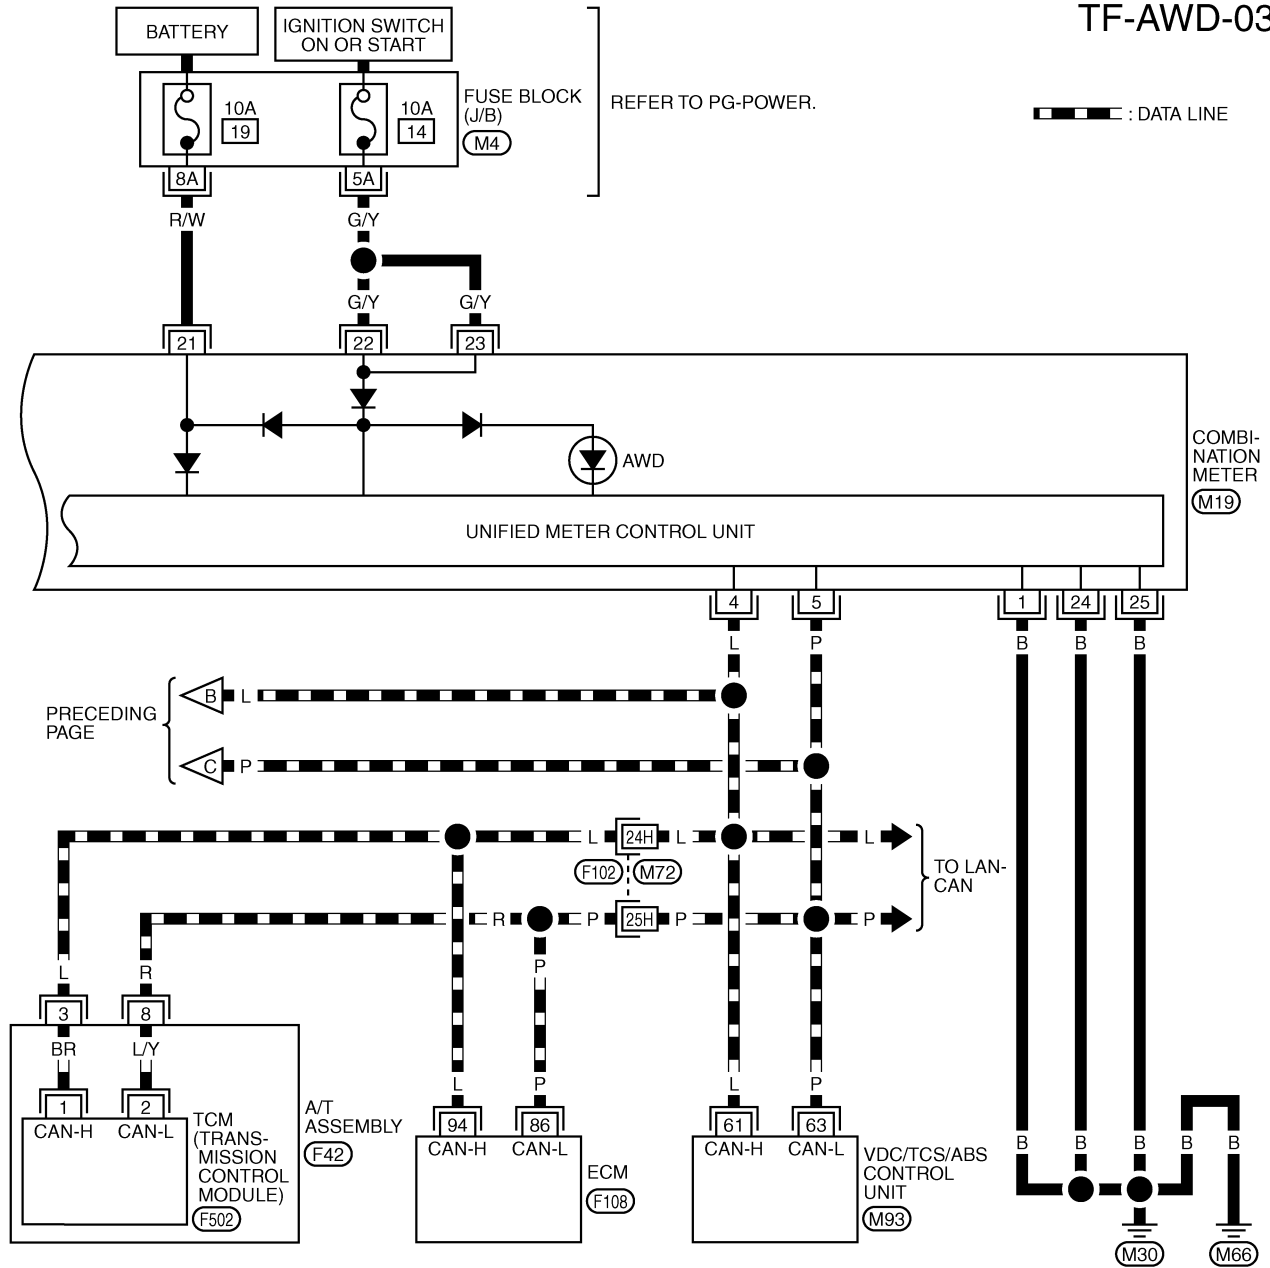 TF-AWD-03
BATTERY
IGNITION SWITCH
ON OR START
10A
19
10A
14
FUSE BLOCK
(J/B)
M4
REFER TO PG-POWER.
: DATA LINE
8A
5A
R/W
G/Y
G/Y
G/Y
21
22
23
AWD
COMBI-
NATION
METER
M19
UNIFIED METER CONTROL UNIT
4
5
1
24
25
L
P
B
B
B
PRECEDING
PAGE
B
L
C
P
L
24H
L
L
F102
M72
TO LAN-
CAN
R
P
25H
P
P
L
R
P
3
8
BR
L/Y
L
P
L
P
1
2
CAN-H
CAN-L
TCM
(TRANS-
MISSION
CONTROL
MODULE)
F502
A/T
ASSEMBLY
F42
94
86
CAN-H
CAN-L
ECM
F108
61
63
CAN-H
CAN-L
VDC/TCS/ABS
CONTROL
UNIT
M93
B
B
B
B
B
M30
M66